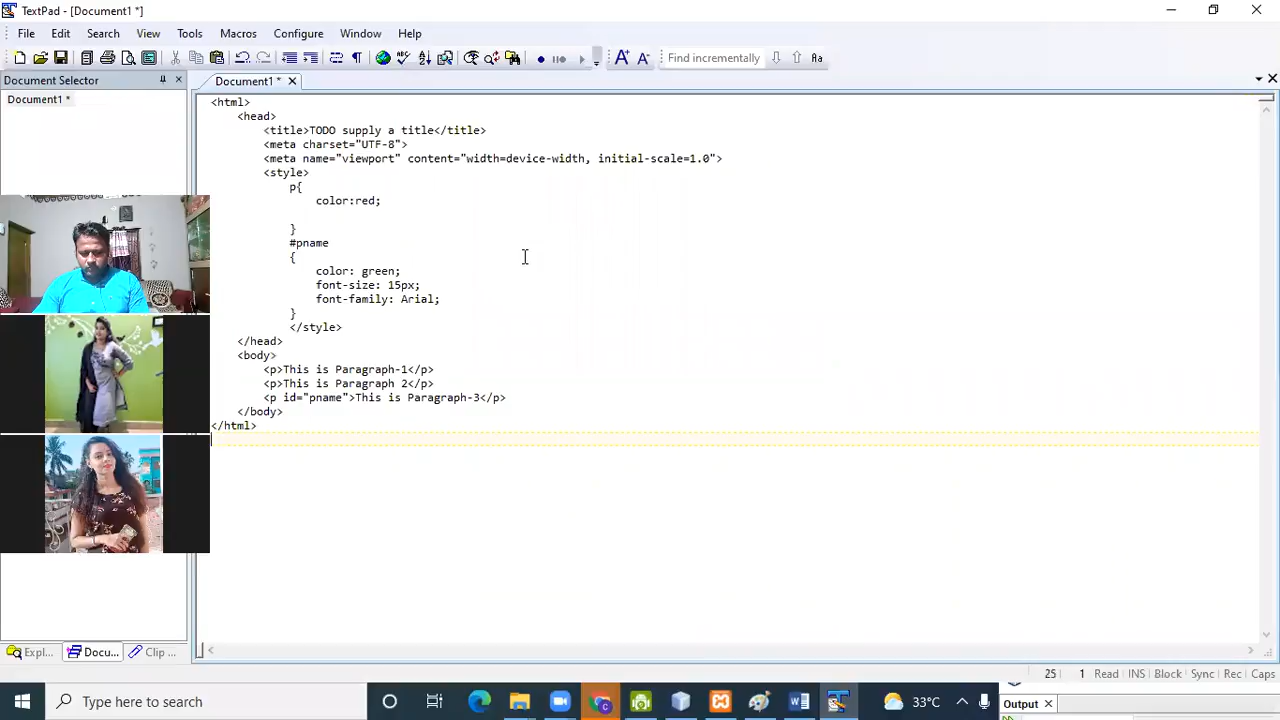 TextPad - [Document1 *]
File Edit Search View Tools Macros Configure Window Help
Find incrementally
Document Selector
Document1 *
Document1 *
<html>
<head>
<title>TODO supply a title</title>
<meta charset="UTF-8">
<meta name="viewport" content="width=device-width, initial-scale=1.0">
<style>
p{
color:red;
}
#pname
{
color: green;
font-size: 15px;
font-family: Arial;
}
</style>
</head>
<body>
<p>This is Paragraph-1</p>
<p>This is Paragraph 2</p>
<p id="pname">This is Paragraph-3</p>
</body>
</html>
Expl... Docu... Clip ...
25 1 Read INS Block Sync Rec Caps
Type here to search
33°C
Output